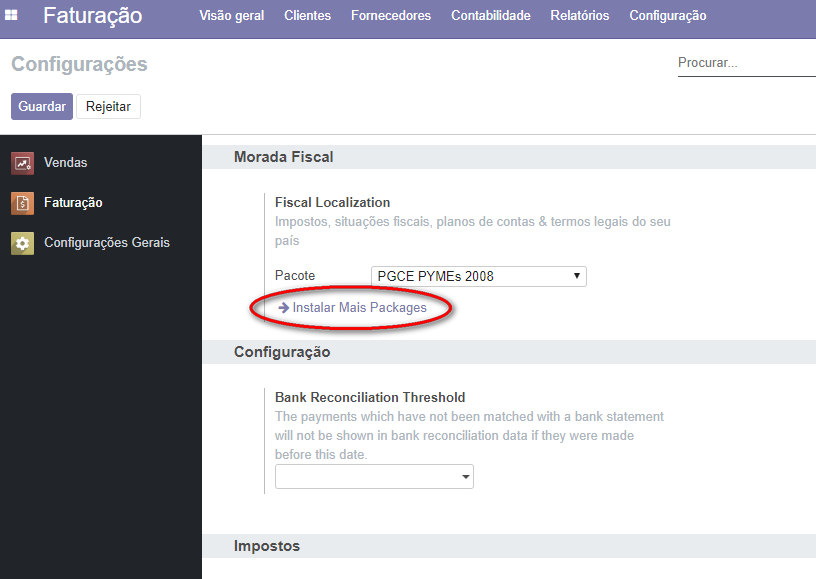 Faturação
Visão geral
Clientes
Fornecedores
Contabilidade
Relatórios
Configuração
Configurações
Procurar...
Guardar
Rejeitar
Vendas
Faturação
Configurações Gerais
Morada Fiscal
Fiscal Localization
Impostos, situações fiscais, planos de contas & termos legais do seu
país
Pacote
PGCE PYMEs 2008
Instalar Mais Packages
Configuração
Bank Reconciliation Threshold
The payments which have not been matched with a bank statement
will not be shown in bank reconciliation data if they were made
before this date.
Impostos